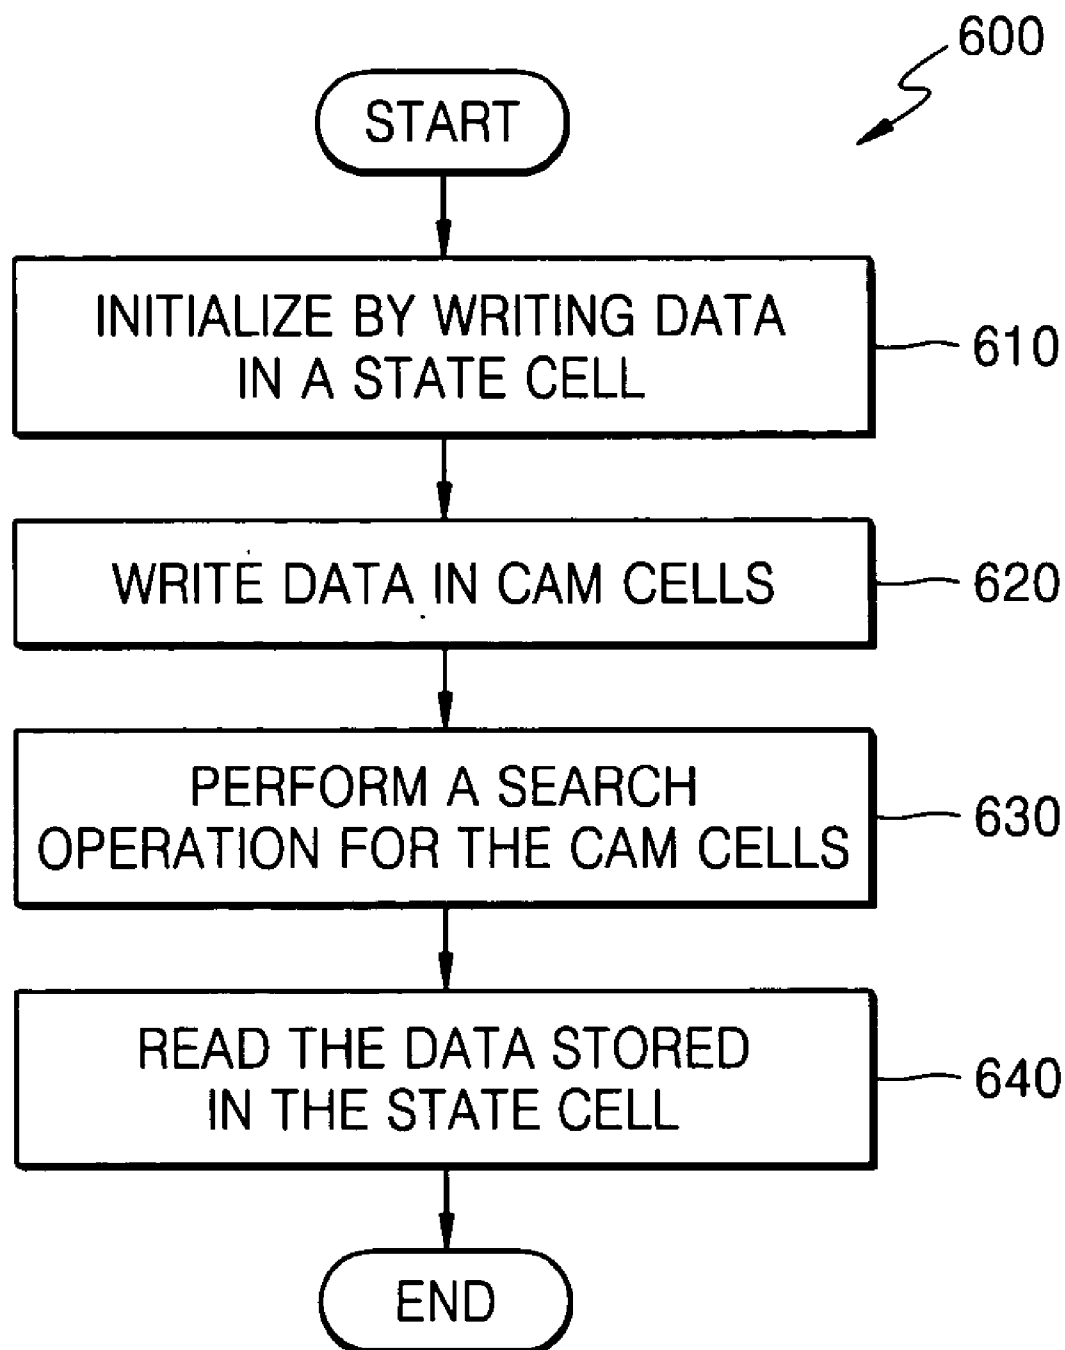 600
START
INITIALIZE BY WRITING DATA
IN A STATE CELL
610
WRITE DATA IN CAM CELLS
620
PERFORM A SEARCH
OPERATION FOR THE CAM CELLS
630
READ THE DATA STORED
IN THE STATE CELL
640
END